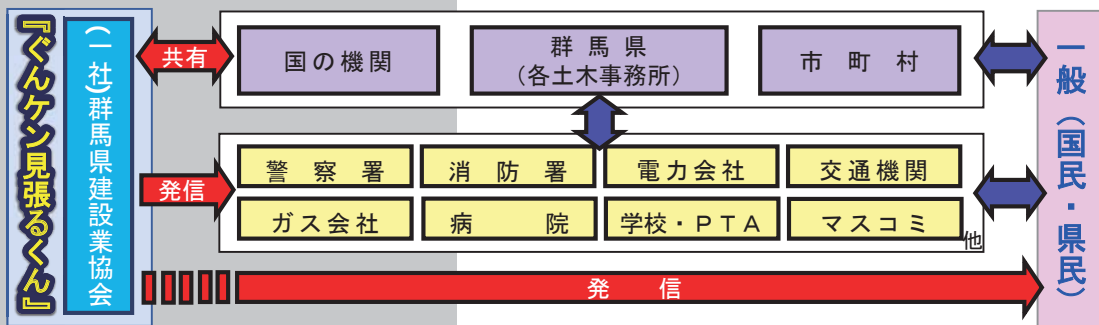 『ぐんケン見張るくん』
(一社)群馬県建設業協会
共有
国の機関
群馬県
(各土木事務所)
市町村
発信
警察署
消防署
電力会社
交通機関
ガス会社
病院
学校・PTA
マスコミ
他
発信
一般(国民・県民)